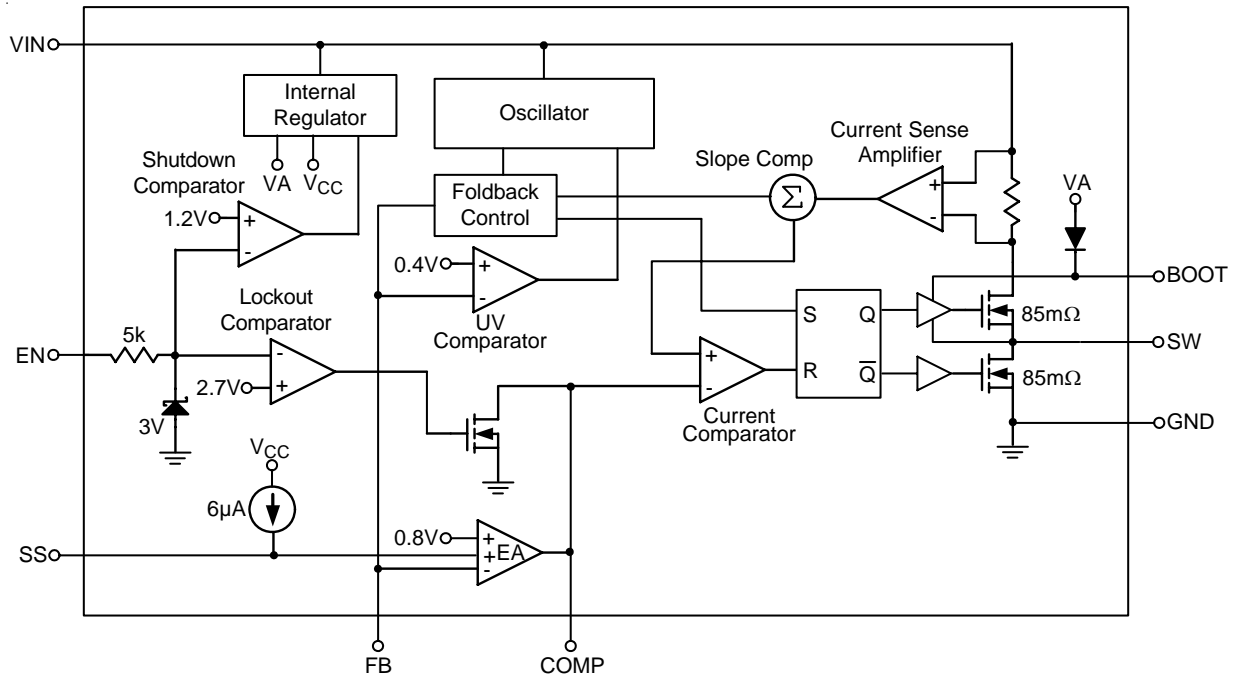 VIN
Internal
Regulator
Oscillator
Current Sense
Amplifier
Slope Comp
Shutdown
Comparator
VA
VCC
Foldback
Control
Σ
+
-
VA
1.2V
+
-
0.4V
+
-
BOOT
Lockout
Comparator
UV
Comparator
S
Q
85mΩ
5k
EN
-
+
2.7V
SW
+
-
R
Q̅
85mΩ
3V
Current
Comparator
GND
VCC
6µA
0.8V
+
+
-
EA
SS
FB
COMP